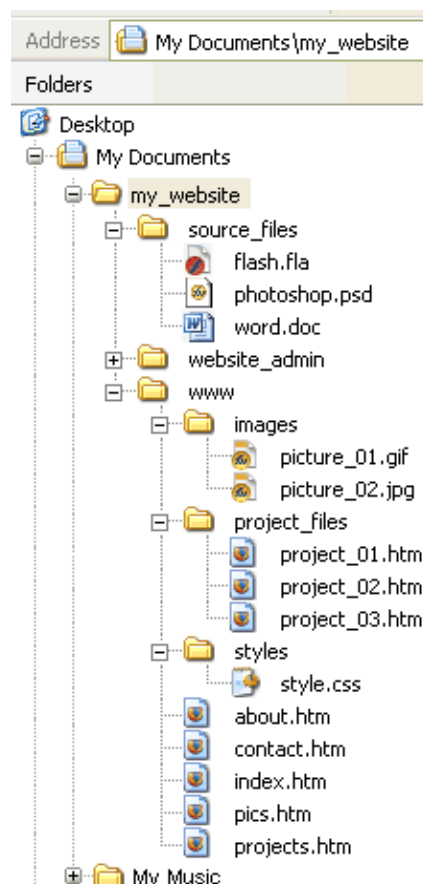 Address My Documents\my_website
Folders
Desktop
My Documents
my_website
source_files
flash.fla
photoshop.psd
word.doc
website_admin
www
images
picture_01.gif
picture_02.jpg
project_files
project_01.htm
project_02.htm
project_03.htm
styles
style.css
about.htm
contact.htm
index.htm
pics.htm
projects.htm
My Music